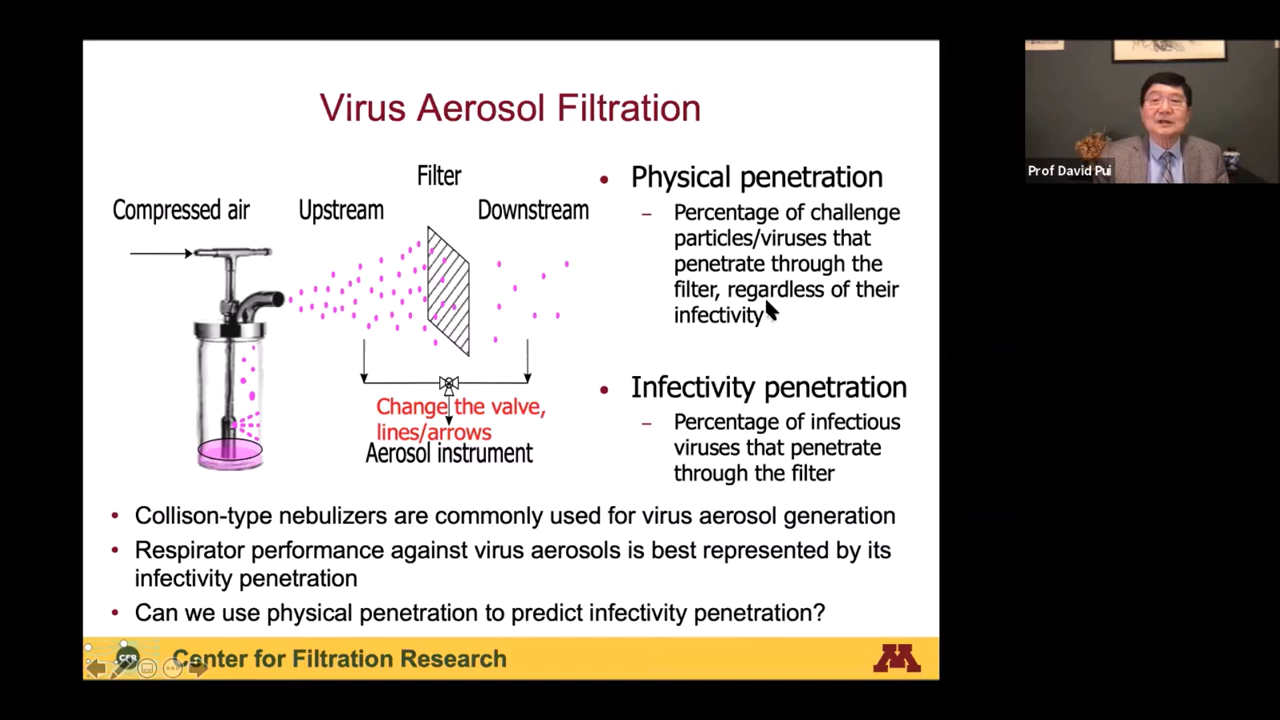 Virus Aerosol Filtration
Filter
Compressed air
Upstream
Downstream
Change the valve,
lines/arrows
Aerosol instrument
• Physical penetration
– Percentage of challenge
particles/viruses that
penetrate through the
filter, regardless of their
infectivity
• Infectivity penetration
– Percentage of infectious
viruses that penetrate
through the filter
• Collison-type nebulizers are commonly used for virus aerosol generation
• Respirator performance against virus aerosols is best represented by its
infectivity penetration
• Can we use physical penetration to predict infectivity penetration?
CFR
Center for Filtration Research
M
Prof David Pui